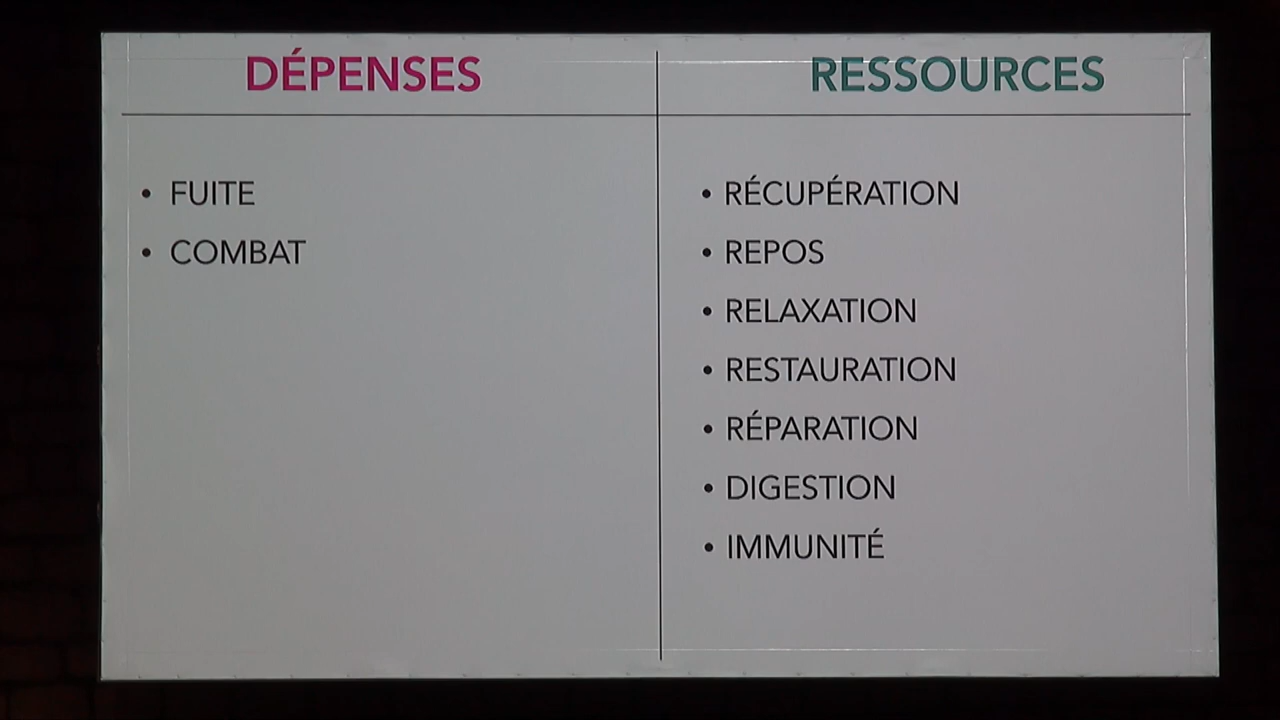 DÉPENSES
• FUITE
• COMBAT
RESSOURCES
• RÉCUPÉRATION
• REPOS
• RELAXATION
• RESTAURATION
• RÉPARATION
• DIGESTION
• IMMUNITÉ